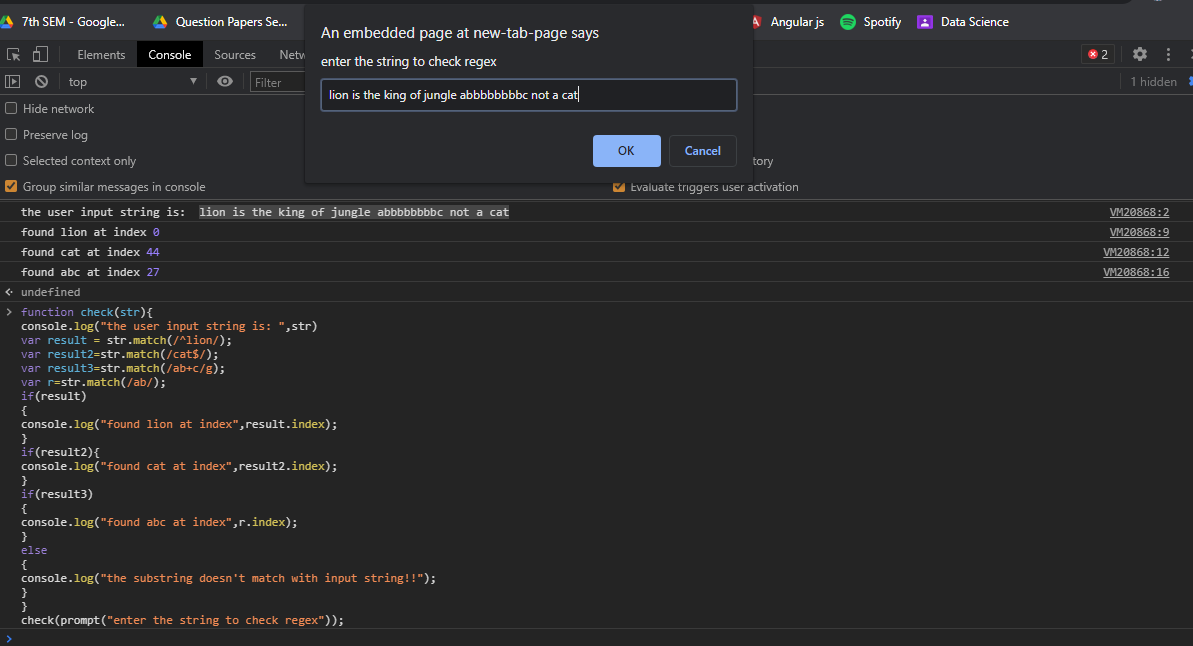 7th SEM - Google...
Question Papers Se...
Angular js
Spotify
Data Science
An embedded page at new-tab-page says
enter the string to check regex
lion is the king of jungle abbbbbbbbc not a cat
OK
Cancel
Elements
Console
Sources
Netw
2
top
Filter
1 hidden
Hide network
Preserve log
Selected context only
tory
Group similar messages in console
Evaluate triggers user activation
the user input string is:  lion is the king of jungle abbbbbbbbc not a cat VM20868:2
found lion at index 0 VM20868:9
found cat at index 44 VM20868:12
found abc at index 27 VM20868:16
undefined
function check(str){
console.log("the user input string is: ",str)
var result = str.match(/^lion/);
var result2=str.match(/cat$/);
var result3=str.match(/ab+c/g);
var r=str.match(/ab/);
if(result)
{
console.log("found lion at index",result.index);
}
if(result2){
console.log("found cat at index",result2.index);
}
if(result3)
{
console.log("found abc at index",r.index);
}
else
{
console.log("the substring doesn't match with input string!!");
}
}
check(prompt("enter the string to check regex"));